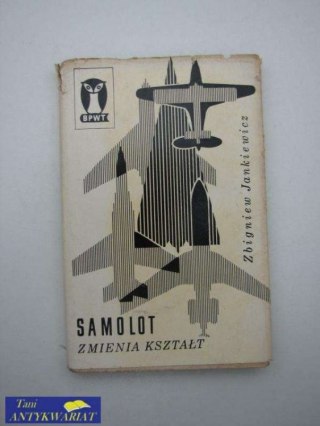 BPWT
Zbigniew Jankiewicz
SAMOLOT
ZMIENIA KSZTAŁT
Tani
ANTYKWARIAT